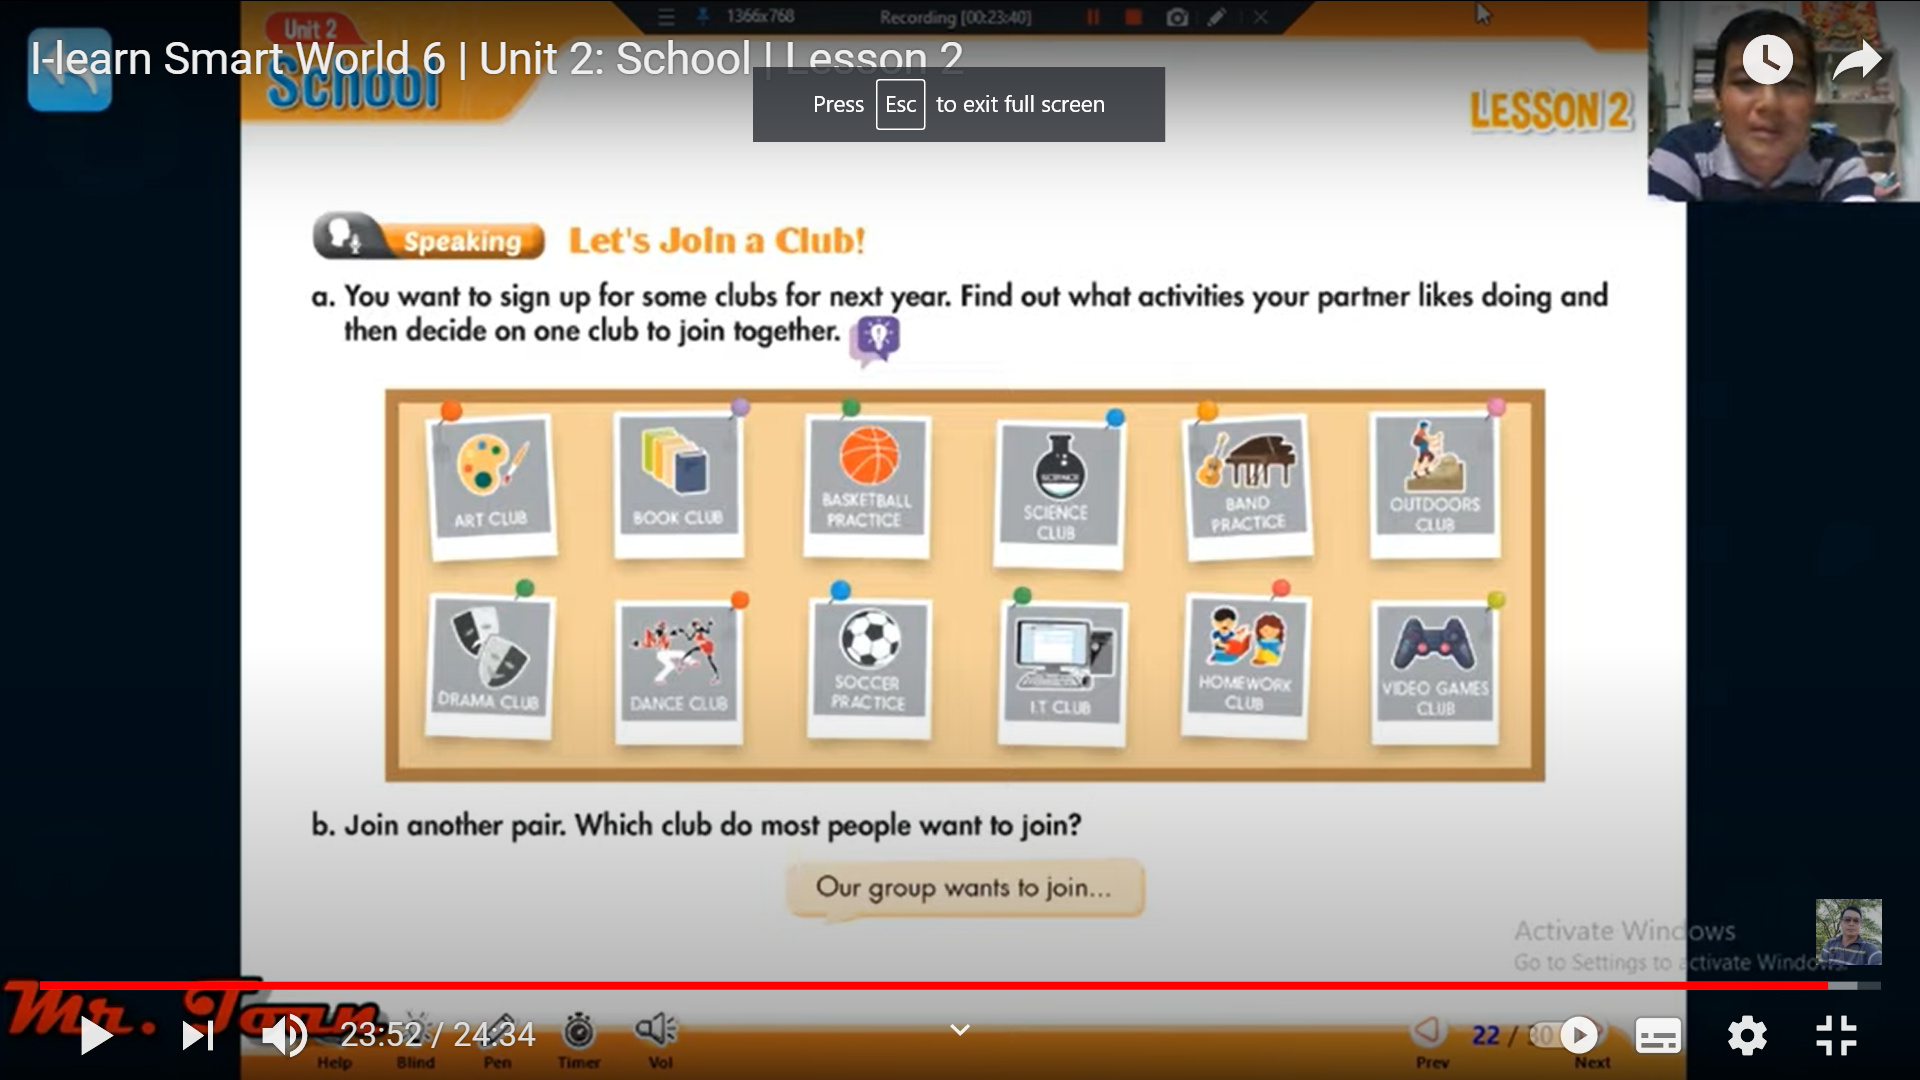 Unit 2
1366x768
Recording [00:23:40]
I-learn Smart World 6 | Unit 2: School | Lesson 2
School
Press Esc to exit full screen
LESSON 2
Speaking
Let's Join a Club!
a. You want to sign up for some clubs for next year. Find out what activities your partner likes doing and
then decide on one club to join together.
ART CLUB
BOOK CLUB
BASKETBALL
PRACTICE
SCIENCE
SCIENCE
CLUB
BAND
PRACTICE
OUTDOORS
CLUB
DRAMA CLUB
DANCE CLUB
SOCCER
PRACTICE
I.T CLUB
HOMEWORK
CLUB
VIDEO GAMES
CLUB
b. Join another pair. Which club do most people want to join?
Our group wants to join...
Activate Windows
Go to Settings to activate Windows.
Mr. Toan
23:52 / 24:34
22 / 30
Help
Blind
Pen
Timer
Vol
Prev
Next